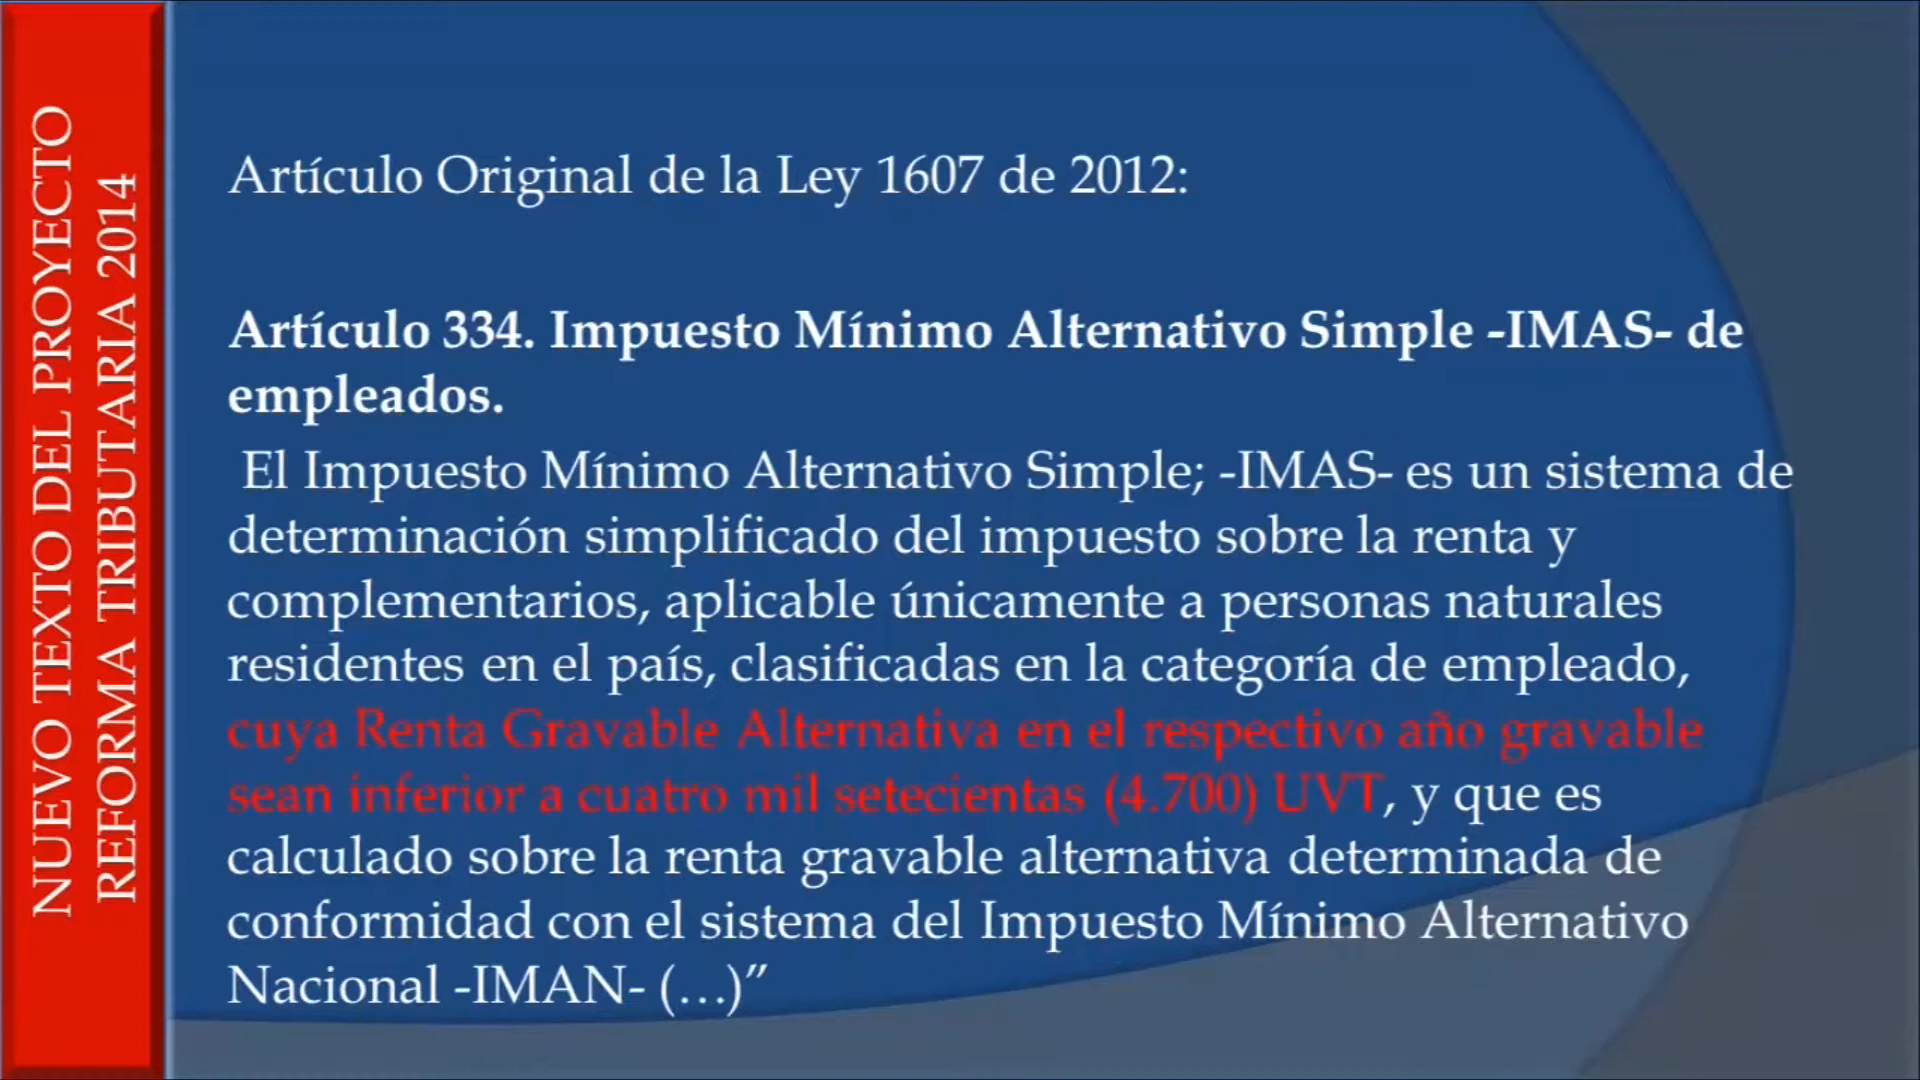 NUEVO TEXTO DEL PROYECTO
REFORMA TRIBUTARIA 2014
Artículo Original de la Ley 1607 de 2012:
Artículo 334. Impuesto Mínimo Alternativo Simple -IMAS- de
empleados.
El Impuesto Mínimo Alternativo Simple; -IMAS- es un sistema de
determinación simplificado del impuesto sobre la renta y
complementarios, aplicable únicamente a personas naturales
residentes en el país, clasificadas en la categoría de empleado,
cuya Renta Gravable Alternativa en el respectivo año gravable
sean inferior a cuatro mil setecientas (4.700) UVT, y que es
calculado sobre la renta gravable alternativa determinada de
conformidad con el sistema del Impuesto Mínimo Alternativo
Nacional -IMAN- (…)”